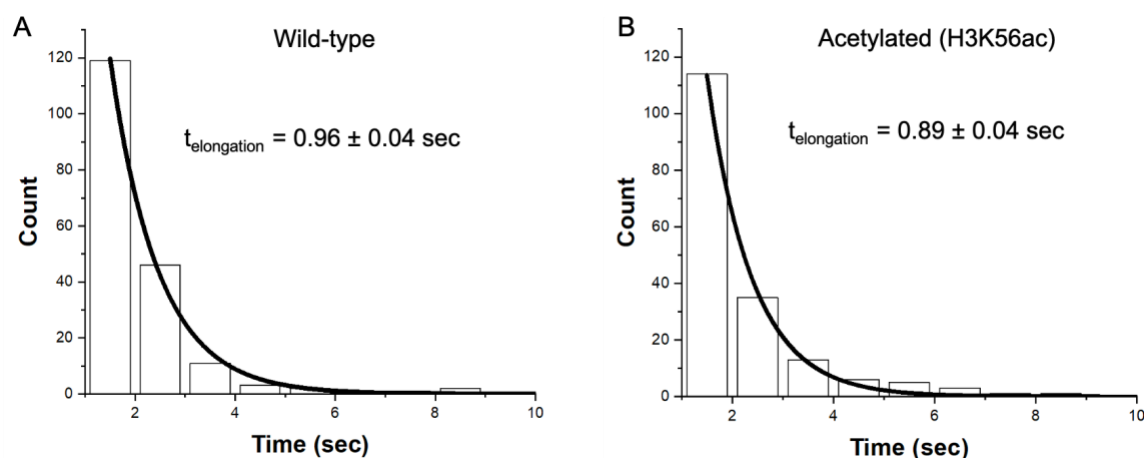 A
Wild-type
t_elongation = 0.96 ± 0.04 sec
Count
120
100
80
60
40
20
0
2
4
6
8
10
Time (sec)
B
Acetylated (H3K56ac)
t_elongation = 0.89 ± 0.04 sec
Count
120
100
80
60
40
20
0
2
4
6
8
10
Time (sec)